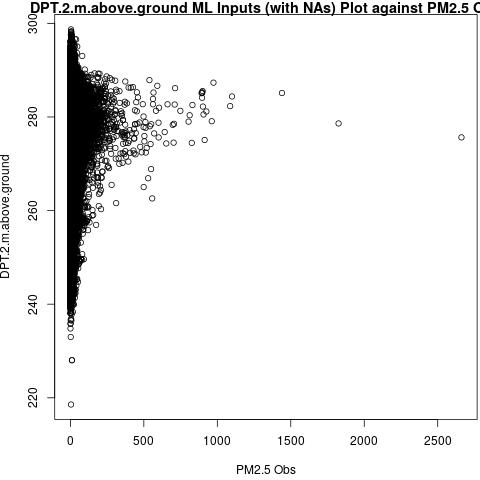 DPT.2.m.above.ground ML Inputs (with NAs) Plot against PM2.5 O
300
280
260
240
220
DPT.2.m.above.ground
0 500 1000 1500 2000 2500
PM2.5 Obs